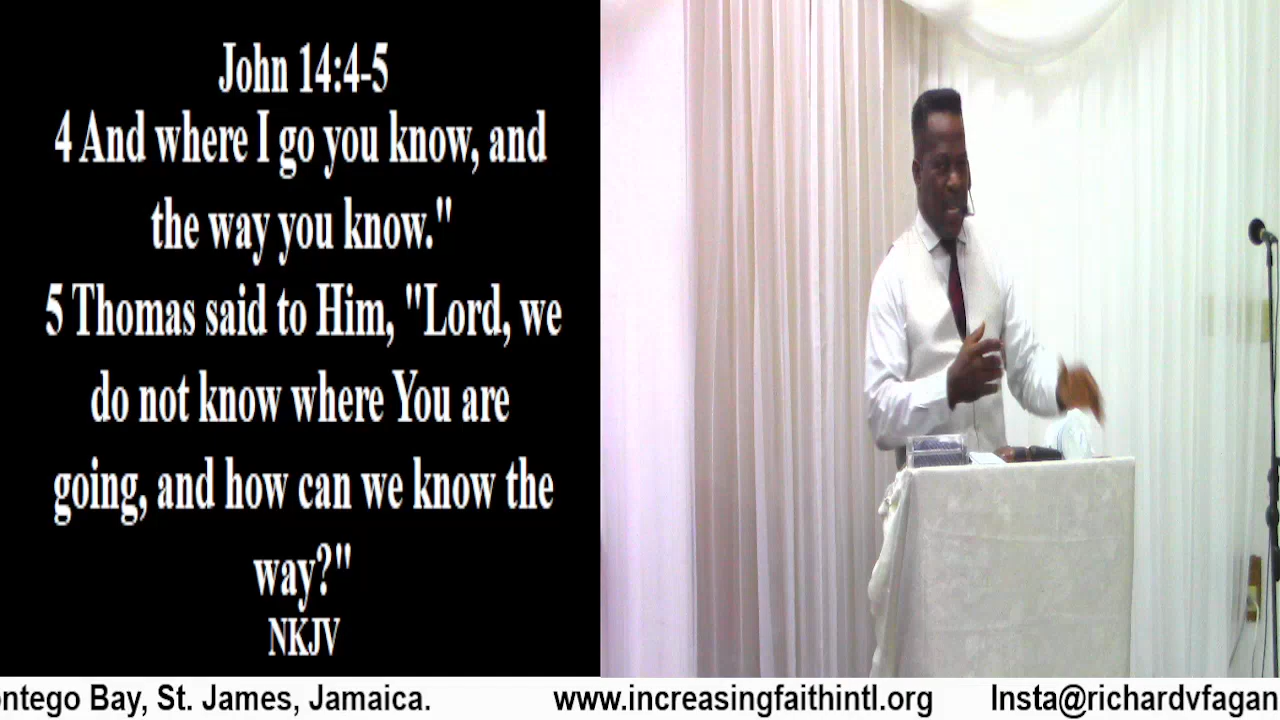 John 14:4-5
4 And where I go you know, and
the way you know."
5 Thomas said to Him, "Lord, we
do not know where You are
going, and how can we know the
way?"
NKJV
ontego Bay, St. James, Jamaica. www.increasingfaithintl.org Insta@richardvfagan